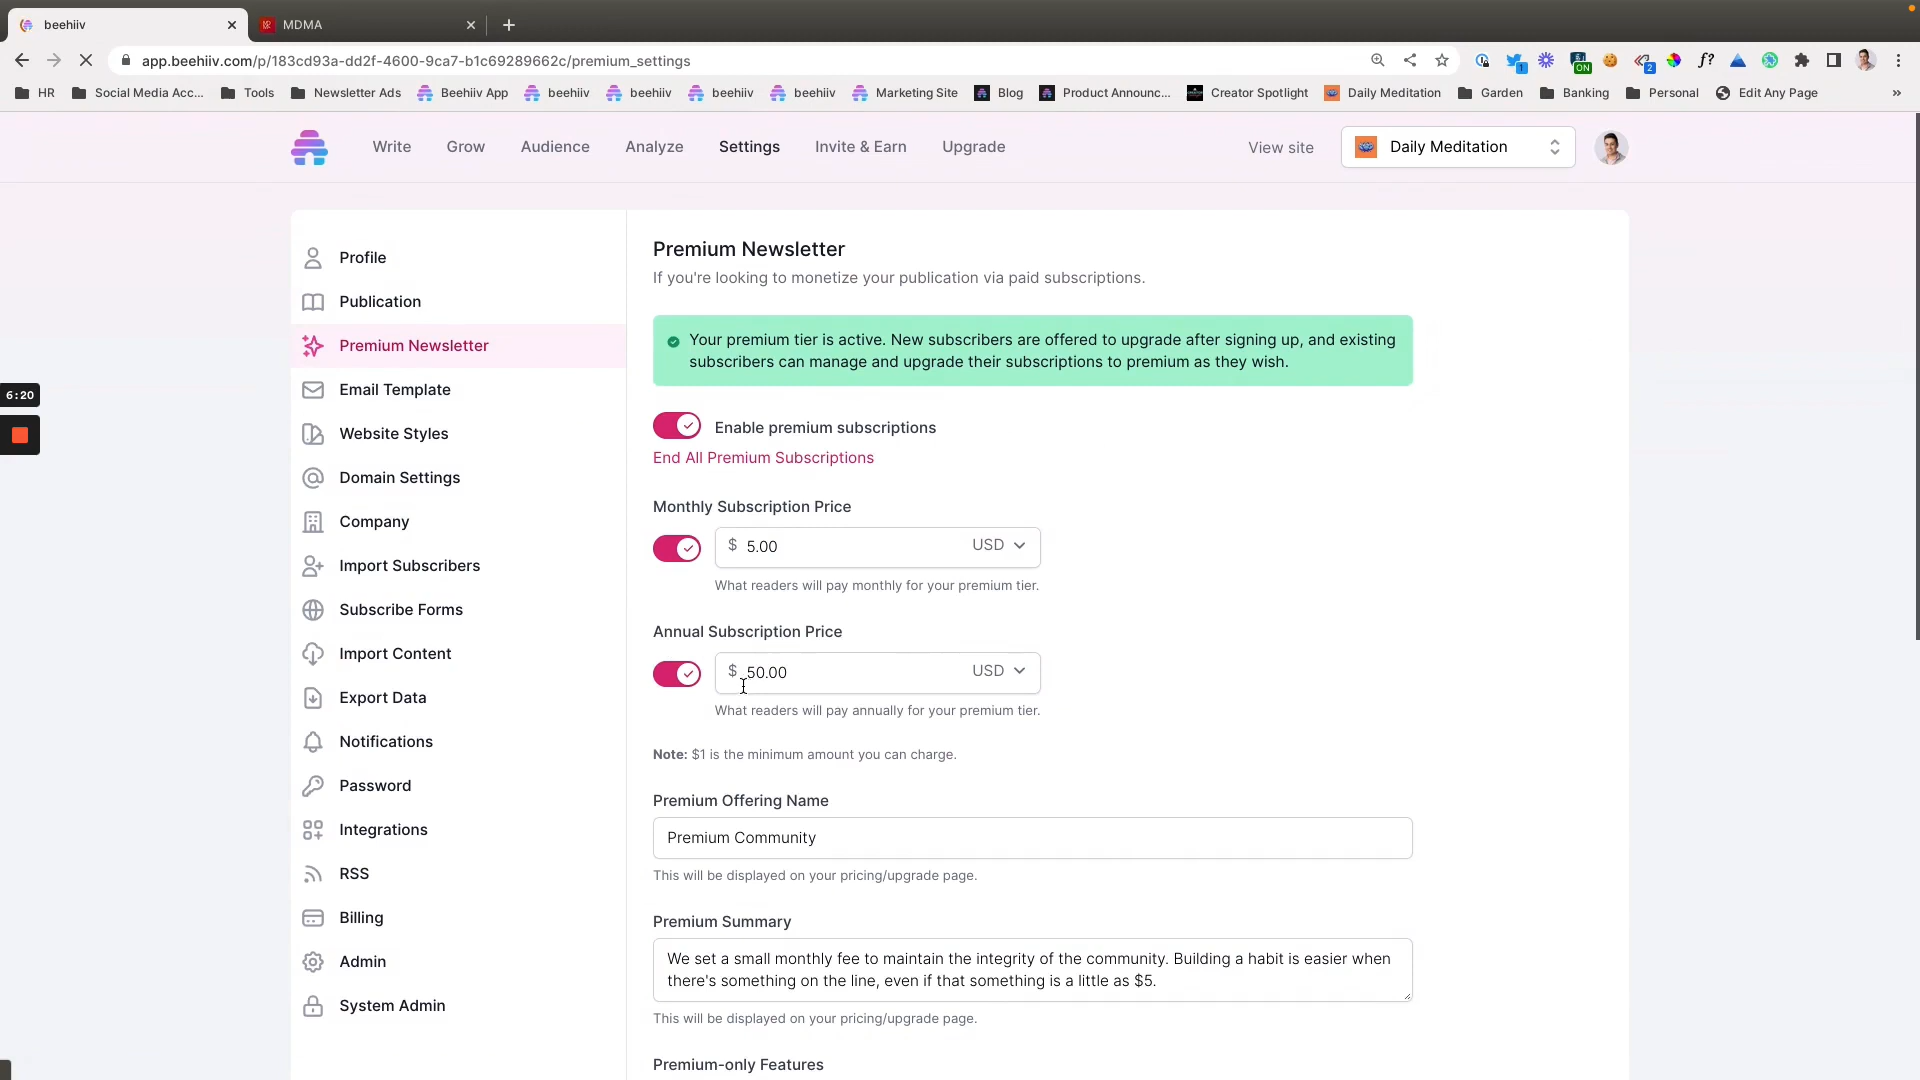 beehiiv
MDMA
app.beehiiv.com/p/183cd93a-dd2f-4600-9ca7-b1c69289662c/premium_settings
1
ON
2
f?
HR
Social Media Acc...
Tools
Newsletter Ads
Beehiiv App
beehiiv
beehiiv
beehiiv
beehiiv
Marketing Site
Blog
Product Announc...
Creator Spotlight
Daily Meditation
Garden
Banking
Personal
Edit Any Page
»
Write
Grow
Audience
Analyze
Settings
Invite & Earn
Upgrade
View site
Daily Meditation
6:20
Profile
Publication
Premium Newsletter
Email Template
Website Styles
Domain Settings
Company
Import Subscribers
Subscribe Forms
Import Content
Export Data
Notifications
Password
Integrations
RSS
Billing
Admin
System Admin
Premium Newsletter
If you're looking to monetize your publication via paid subscriptions.
Your premium tier is active. New subscribers are offered to upgrade after signing up, and existing
subscribers can manage and upgrade their subscriptions to premium as they wish.
Enable premium subscriptions
End All Premium Subscriptions
Monthly Subscription Price
$ 5.00 USD
What readers will pay monthly for your premium tier.
Annual Subscription Price
$ 50.00 USD
What readers will pay annually for your premium tier.
Note: $1 is the minimum amount you can charge.
Premium Offering Name
Premium Community
This will be displayed on your pricing/upgrade page.
Premium Summary
We set a small monthly fee to maintain the integrity of the community. Building a habit is easier when
there's something on the line, even if that something is a little as $5.
This will be displayed on your pricing/upgrade page.
Premium-only Features